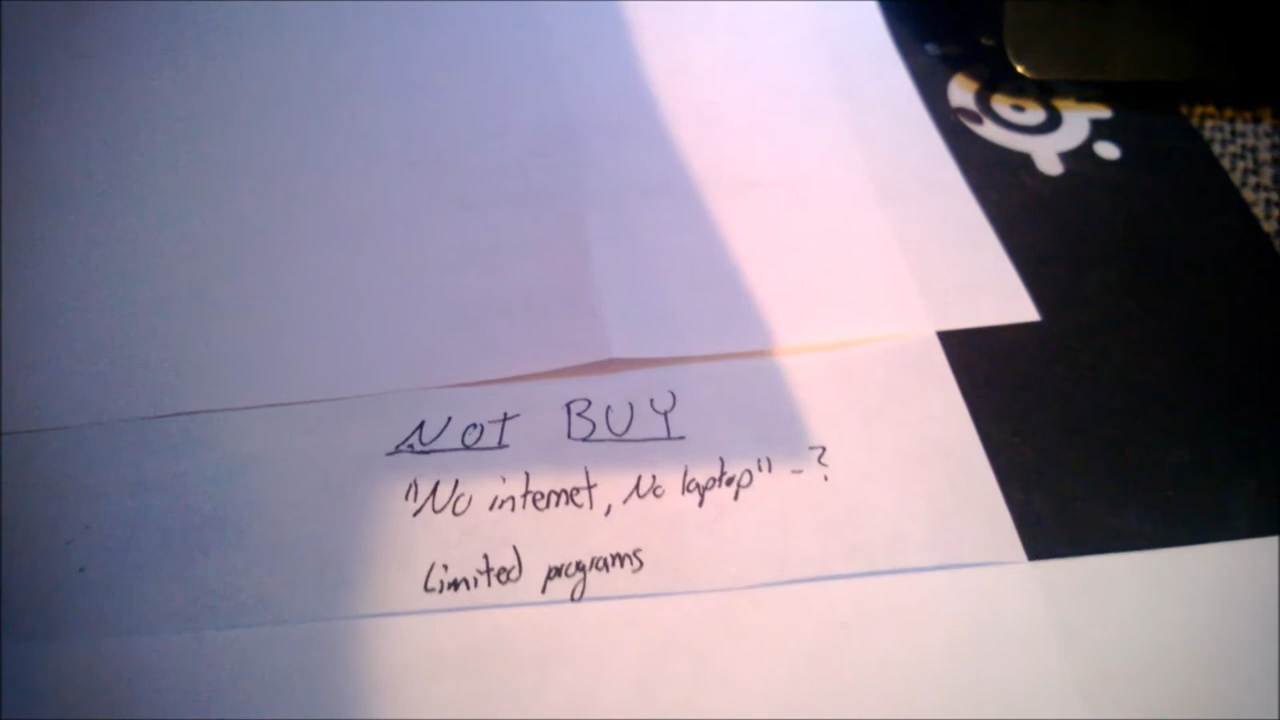 NOT BUY
"No internet, No laptop" - ?
Limited programs